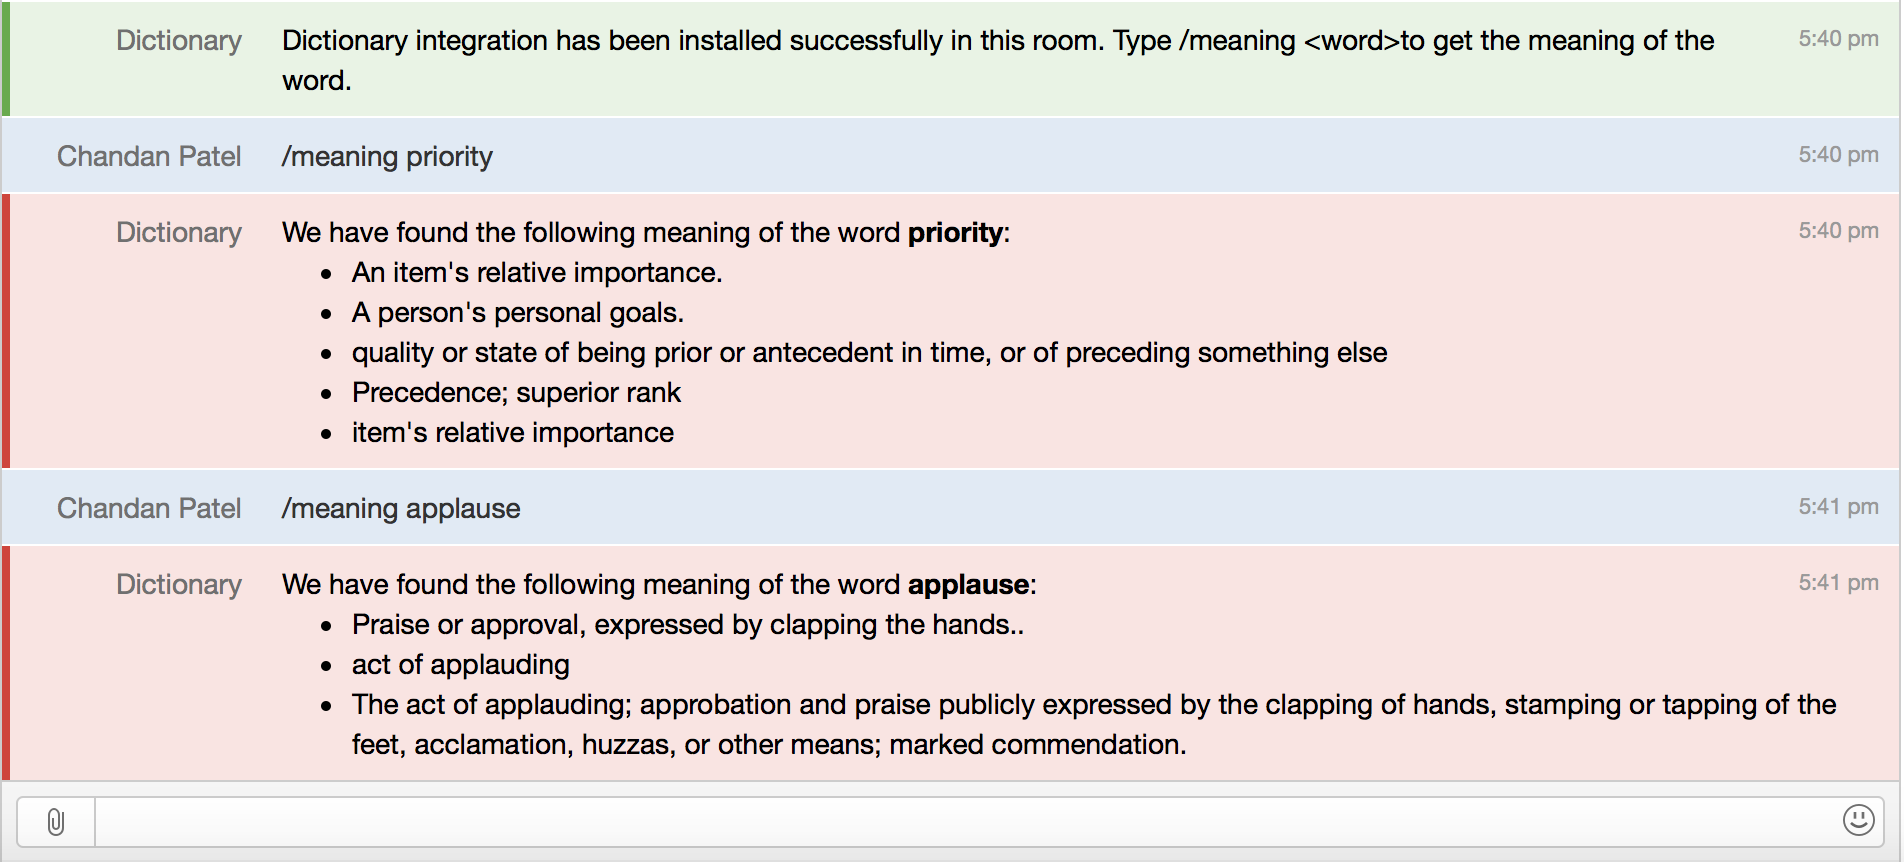 Dictionary Dictionary integration has been installed successfully in this room. Type /meaning <word>to get the meaning of the 5:40 pm
word.
Chandan Patel /meaning priority 5:40 pm
Dictionary We have found the following meaning of the word priority: 5:40 pm
• An item's relative importance.
• A person's personal goals.
• quality or state of being prior or antecedent in time, or of preceding something else
• Precedence; superior rank
• item's relative importance
Chandan Patel /meaning applause 5:41 pm
Dictionary We have found the following meaning of the word applause: 5:41 pm
• Praise or approval, expressed by clapping the hands..
• act of applauding
• The act of applauding; approbation and praise publicly expressed by the clapping of hands, stamping or tapping of the
feet, acclamation, huzzas, or other means; marked commendation.